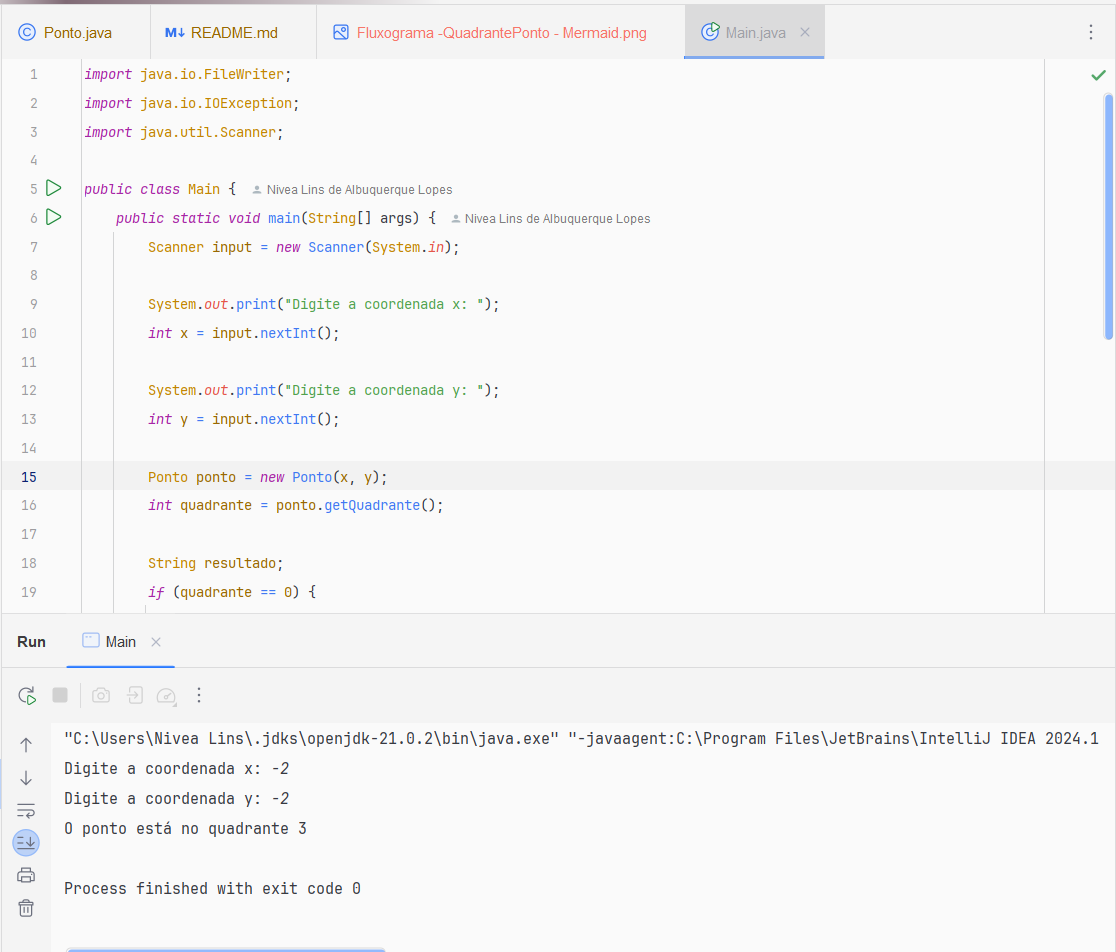 Ponto.java README.md Fluxograma -QuadrantePonto - Mermaid.png Main.java
1 import java.io.FileWriter;
2 import java.io.IOException;
3 import java.util.Scanner;
4
5 public class Main { Nivea Lins de Albuquerque Lopes
6 public static void main(String[] args) { Nivea Lins de Albuquerque Lopes
7 Scanner input = new Scanner(System.in);
8
9 System.out.print("Digite a coordenada x: ");
10 int x = input.nextInt();
11
12 System.out.print("Digite a coordenada y: ");
13 int y = input.nextInt();
14
15 Ponto ponto = new Ponto(x, y);
16 int quadrante = ponto.getQuadrante();
17
18 String resultado;
19 if (quadrante == 0) {
Run Main
"C:\Users\Nivea Lins\.jdks\openjdk-21.0.2\bin\java.exe" "-javaagent:C:\Program Files\JetBrains\IntelliJ IDEA 2024.1
Digite a coordenada x: -2
Digite a coordenada y: -2
O ponto está no quadrante 3
Process finished with exit code 0